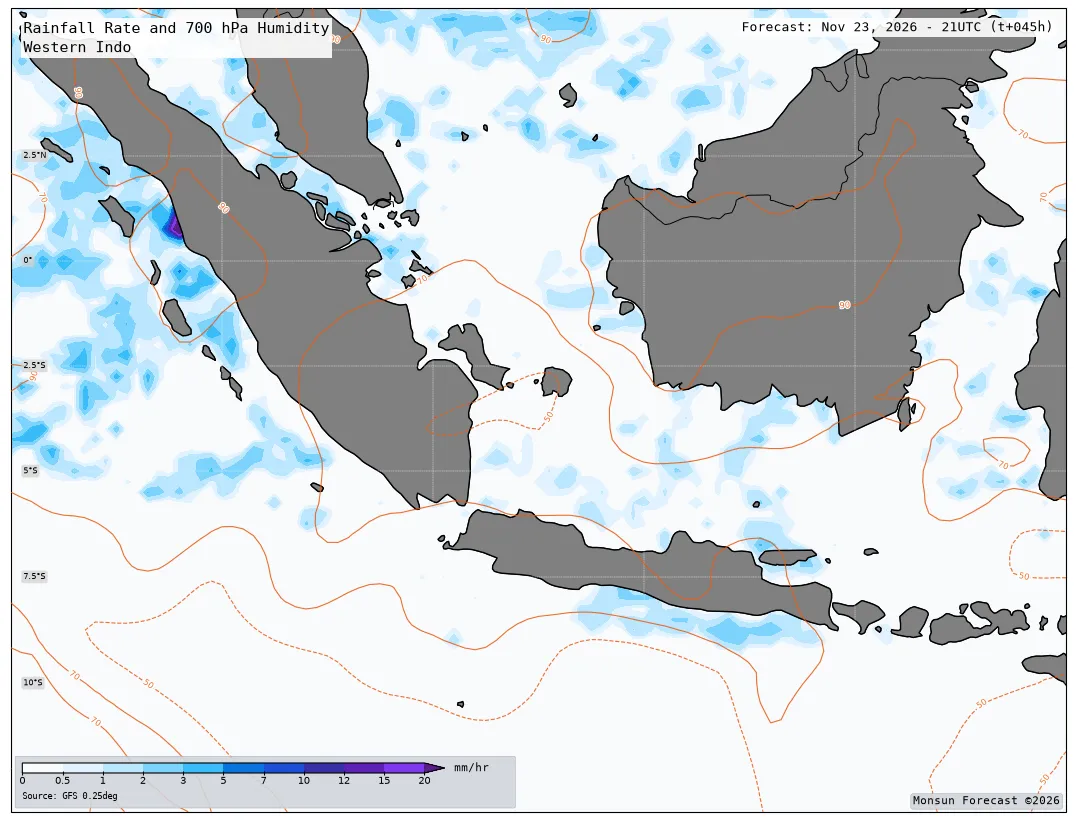 Rainfall Rate and 700 hPa Humidity
Western Indo
Forecast: Nov 23, 2026 - 21UTC (t+045h)
90
90
70
70
2.5°N
70
70
90
0°
70
90
2.5°S
90
50
70
5°S
7.5°S
50
10°S
70
50
70
50
50
0 0.5 1 2 3 5 7 10 12 15 20
mm/hr
Source: GFS 0.25deg
Monsun Forecast ©2026